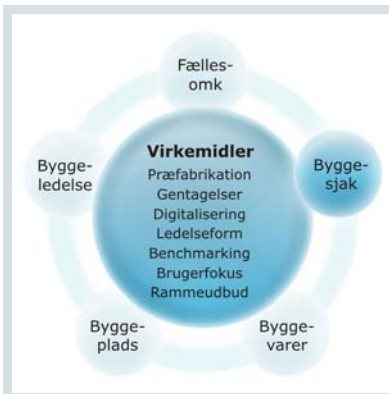 Fælles-
omk
Bygge-
ledelse
Virkemidler
Præfabrikation
Gentagelser
Digitalisering
Ledelseform
Benchmarking
Brugerfokus
Rammeudbud
Bygge-
sjak
Bygge-
plads
Bygge-
varer